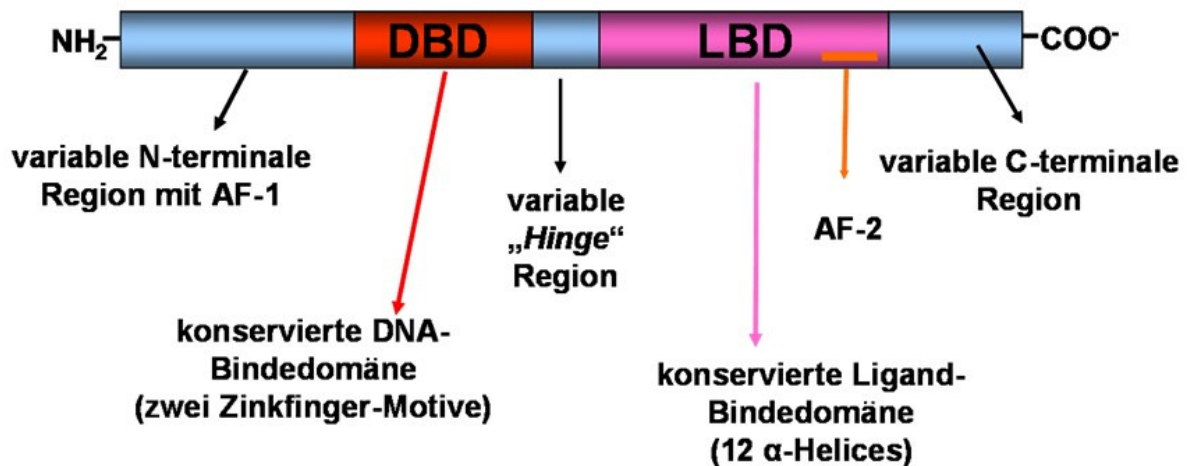 NH₂
DBD
LBD
COO⁻
variable N-terminale
Region mit AF-1
variable
„Hinge“
Region
AF-2
variable C-terminale
Region
konservierte DNA-
Bindedomäne
(zwei Zinkfinger-Motive)
konservierte Ligand-
Bindedomäne
(12 α-Helices)